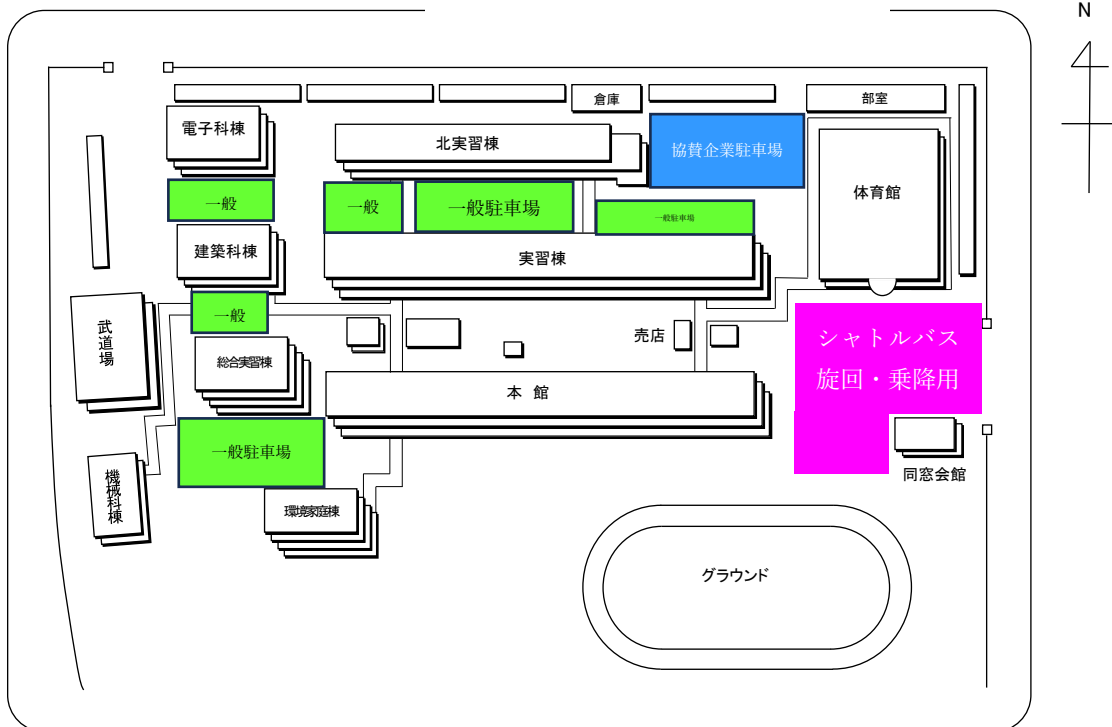 N
倉庫
部室
電子科棟
北実習棟
協賛企業駐車場
体育館
一般
一般
一般駐車場
一般駐車場
建築科棟
実習棟
一般
武道場
売店
シャトルバス
旋回・乗降用
総合実習棟
本館
一般駐車場
機械科棟
同窓会館
環境家庭棟
グラウンド